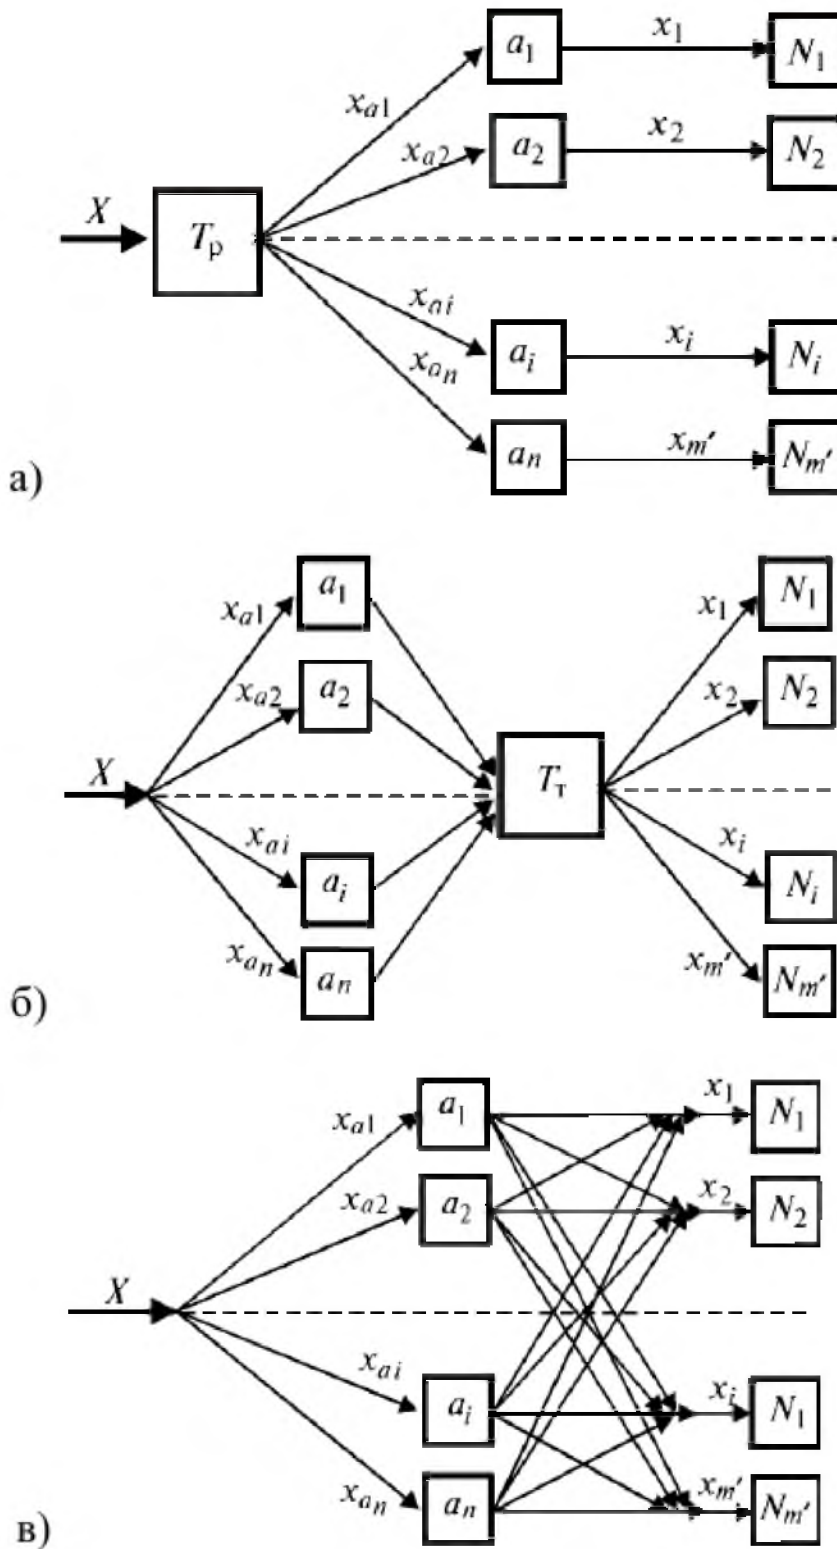 a₁ x₁ N₁
xₐ₁
xₐ₂ a₂ x₂ N₂
X Tₚ
xₐᵢ
aᵢ xᵢ Nᵢ
xₐₙ
aₙ xₘ′ Nₘ′
а)
a₁ N₁
xₐ₁ x₁
xₐ₂ a₂ x₂ N₂
X Tт
xₐᵢ xᵢ
aᵢ Nᵢ
xₐₙ xₘ′
aₙ Nₘ′
б)
a₁ x₁ N₁
xₐ₁
xₐ₂ a₂ x₂ N₂
X
xₐᵢ aᵢ xᵢ N₁
xₐₙ aₙ xₘ′ Nₘ′
в)